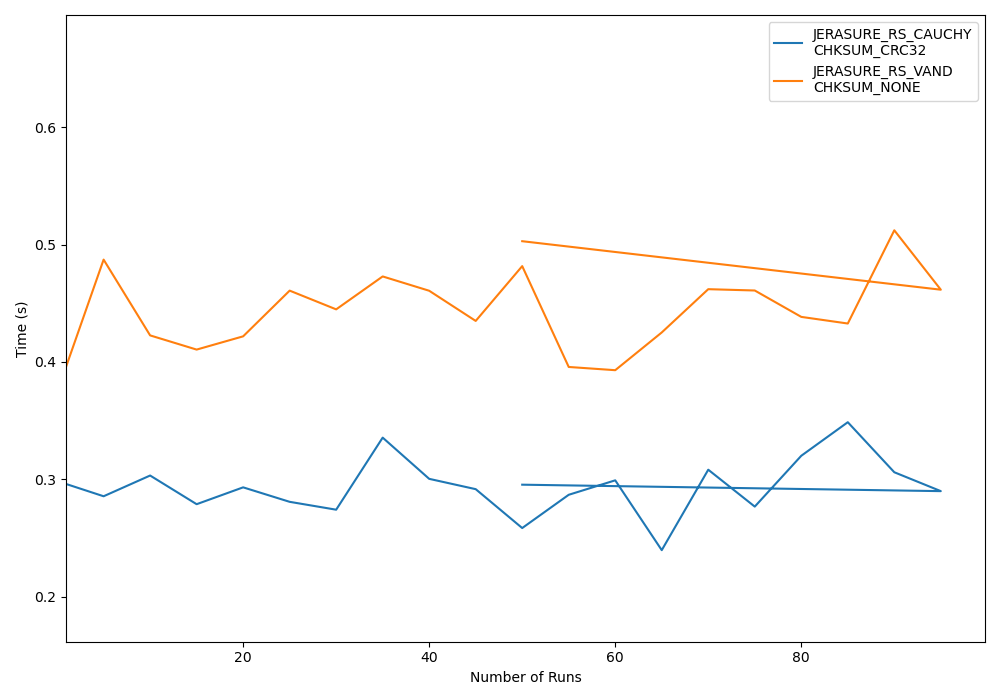 JERASURE_RS_CAUCHY
CHKSUM_CRC32
JERASURE_RS_VAND
CHKSUM_NONE
0.6
0.5
0.4
0.3
0.2
Time (s)
20 40 60 80
Number of Runs